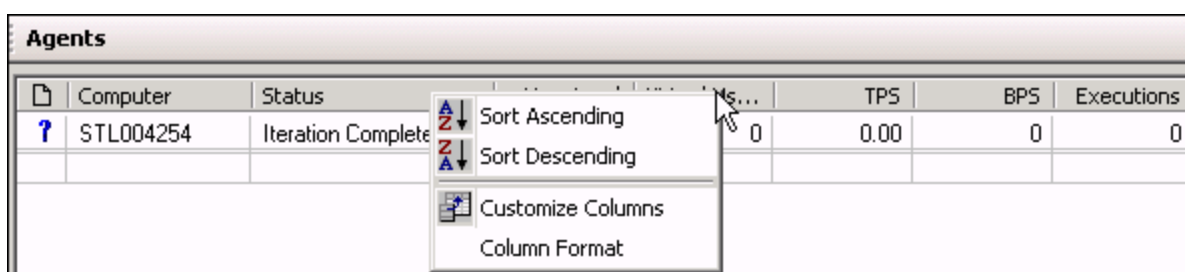 Agents
Computer Status TPS BPS Executions
? STL004254 Iteration Complete 0 0.00 0 0
Sort Ascending
Sort Descending
Customize Columns
Column Format